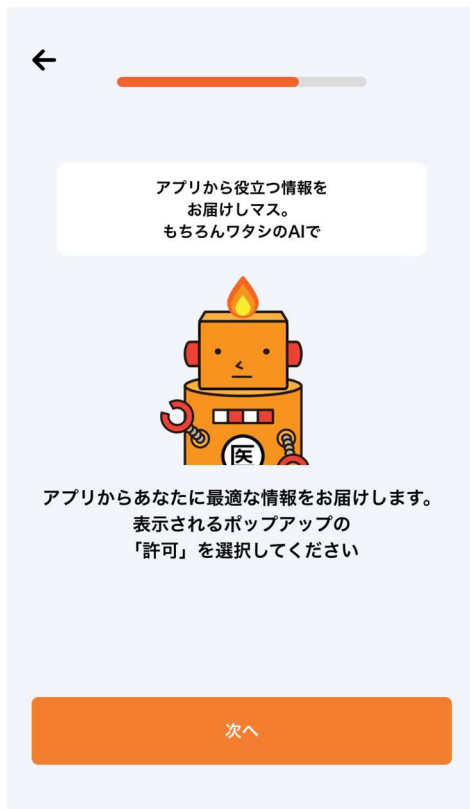 アプリから役立つ情報を
お届けしマス。
もちろんワタシのAIで
医
アプリからあなたに最適な情報をお届けします。
表示されるポップアップの
「許可」を選択してください
次へ